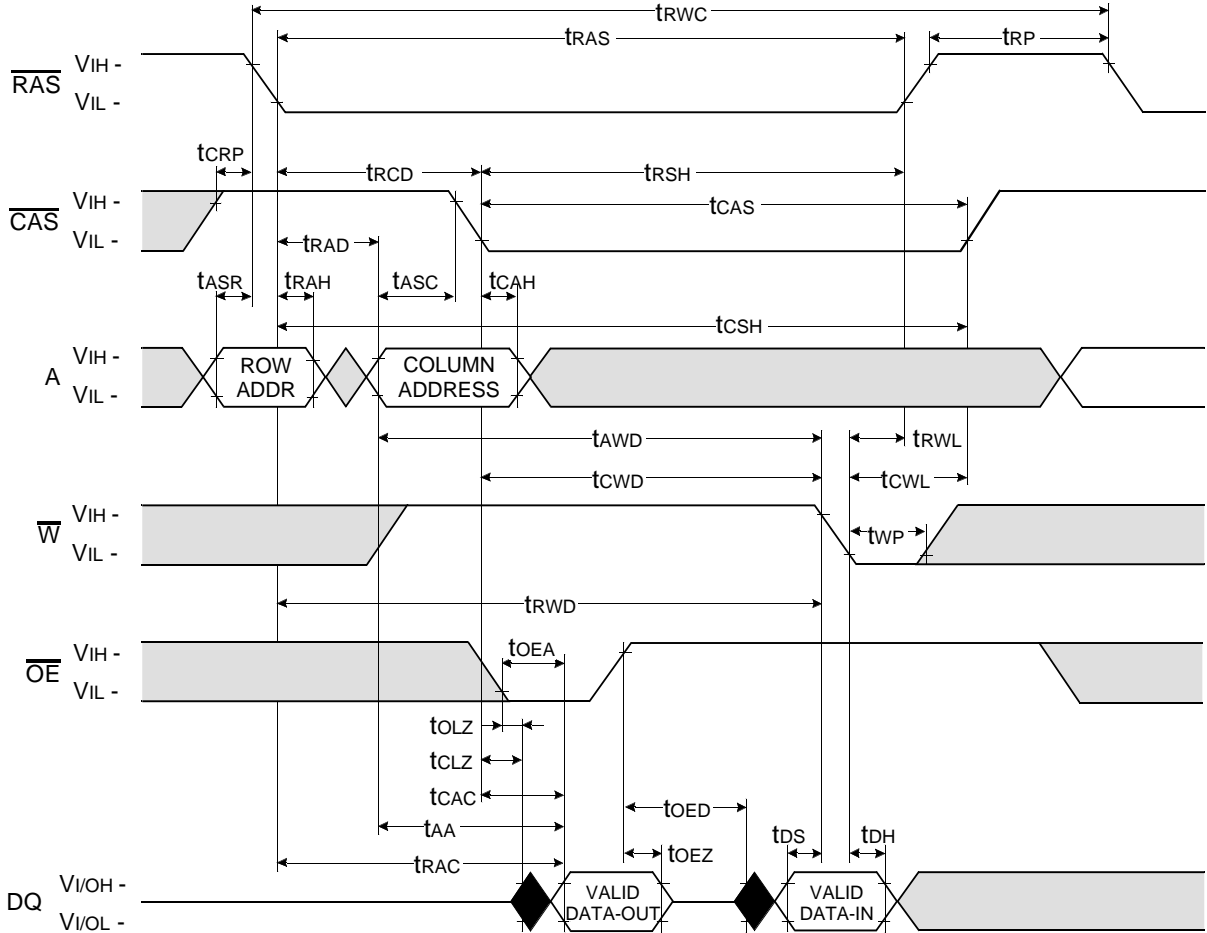 tRWC
tRAS
tRP
RAS
VIH -
VIL -
tCRP
tRCD
tRSH
CAS
VIH -
VIL -
tCAS
tRAD
tASR
tRAH
tASC
tCAH
tCSH
A
VIH -
VIL -
ROW
ADDR
COLUMN
ADDRESS
tAWD
tRWL
tCWD
tCWL
W
VIH -
VIL -
tWP
tRWD
OE
VIH -
VIL -
tOEA
tOLZ
tCLZ
tCAC
tOED
tAA
tDS
tDH
tOEZ
tRAC
DQ
VI/OH -
VI/OL -
VALID
DATA-OUT
VALID
DATA-IN